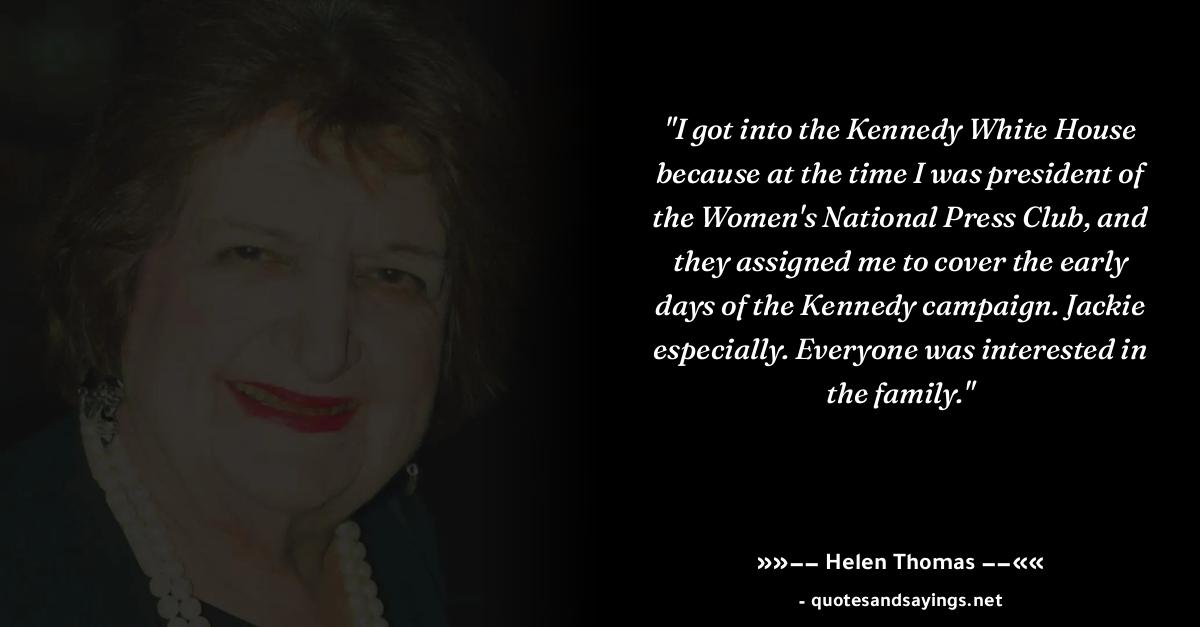 "I got into the Kennedy White House
because at the time I was president of
the Women's National Press Club, and
they assigned me to cover the early
days of the Kennedy campaign. Jackie
especially. Everyone was interested in
the family."
»»–– Helen Thomas ––««
- quotesandsayings.net